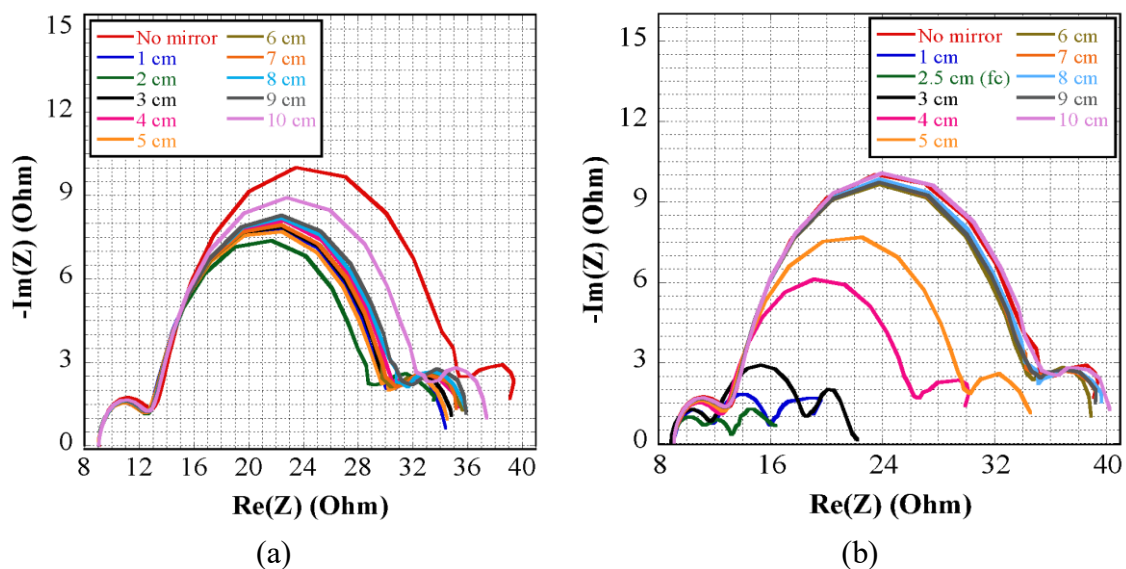 15
12
9
6
3
0
-Im(Z) (Ohm)
No mirror
1 cm
2 cm
3 cm
4 cm
5 cm
6 cm
7 cm
8 cm
9 cm
10 cm
8 12 16 20 24 28 32 36 40
Re(Z) (Ohm)
(a)
15
12
9
6
3
0
-Im(Z) (Ohm)
No mirror
1 cm
2.5 cm (fc)
3 cm
4 cm
5 cm
6 cm
7 cm
8 cm
9 cm
10 cm
8 16 24 32 40
Re(Z) (Ohm)
(b)